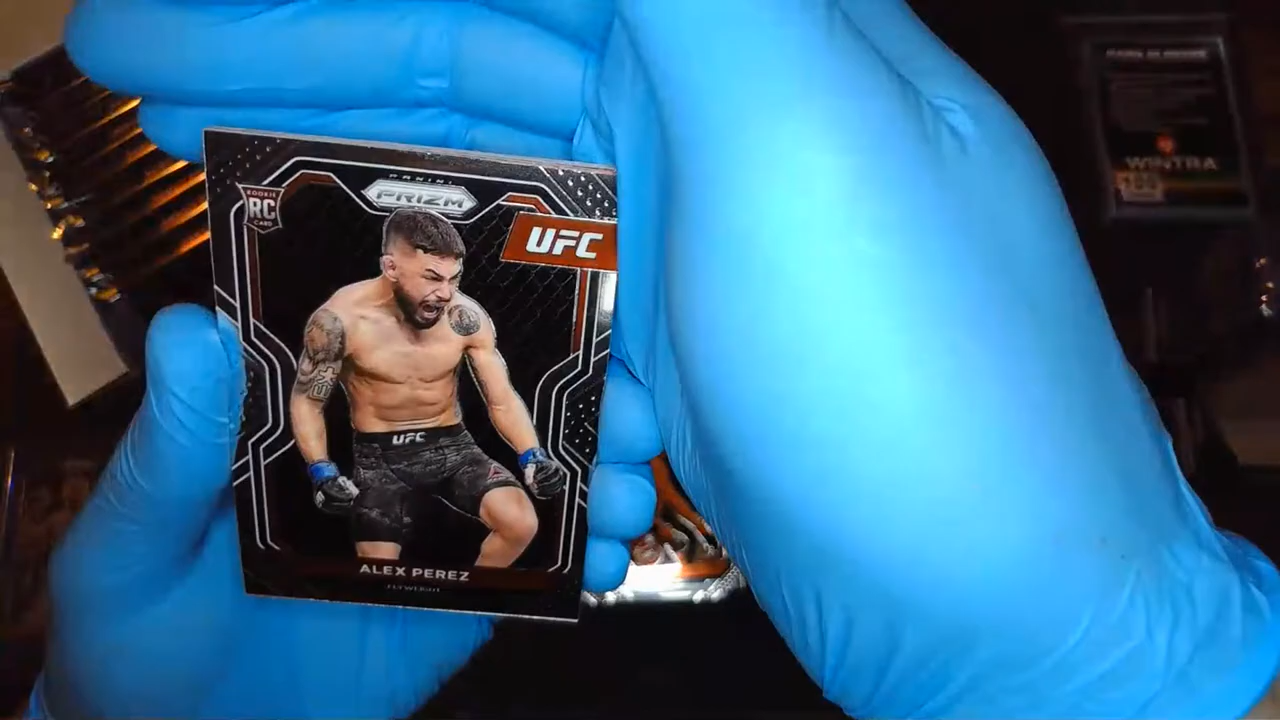 PANINI
PRIZM
ROOKIE
RC
CARD
UFC
UFC
ALEX PEREZ
FLYWEIGHT
WINTRA